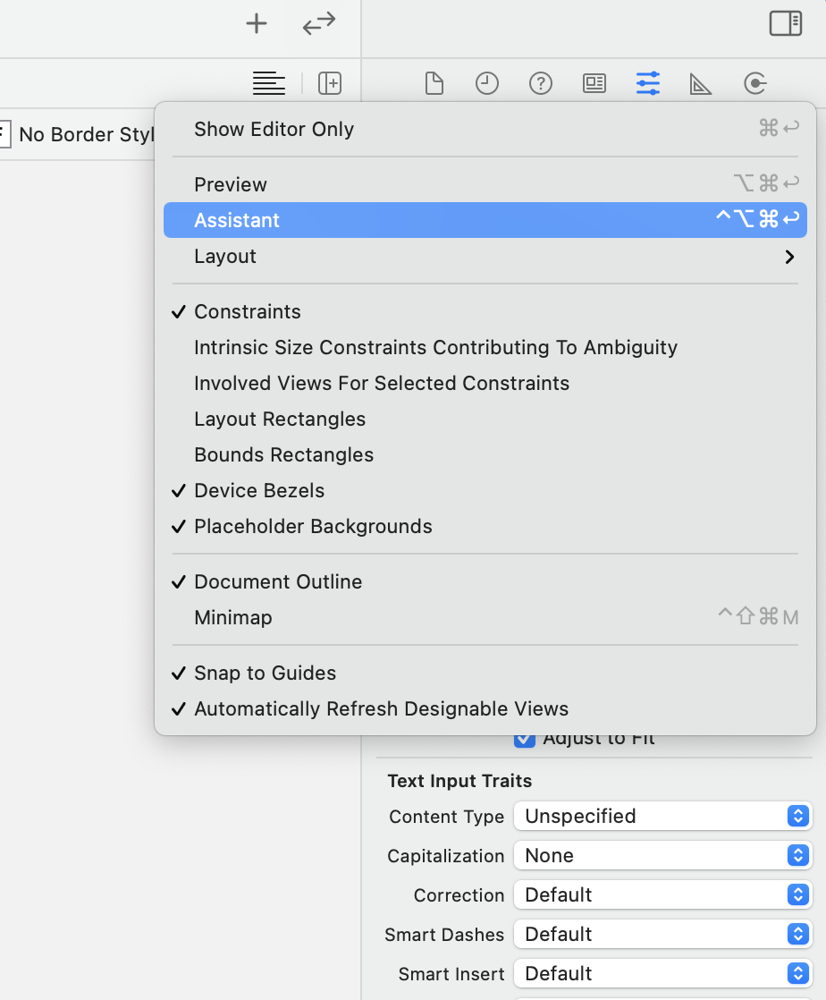 No Border Styl
Show Editor Only ⌘↩
Preview ⌥⌘↩
Assistant ^⌥⌘↩
Layout
✓ Constraints
Intrinsic Size Constraints Contributing To Ambiguity
Involved Views For Selected Constraints
Layout Rectangles
Bounds Rectangles
✓ Device Bezels
✓ Placeholder Backgrounds
✓ Document Outline
Minimap ^⇧⌘M
✓ Snap to Guides
✓ Automatically Refresh Designable Views
Adjust to Fit
Text Input Traits
Content Type Unspecified
Capitalization None
Correction Default
Smart Dashes Default
Smart Insert Default